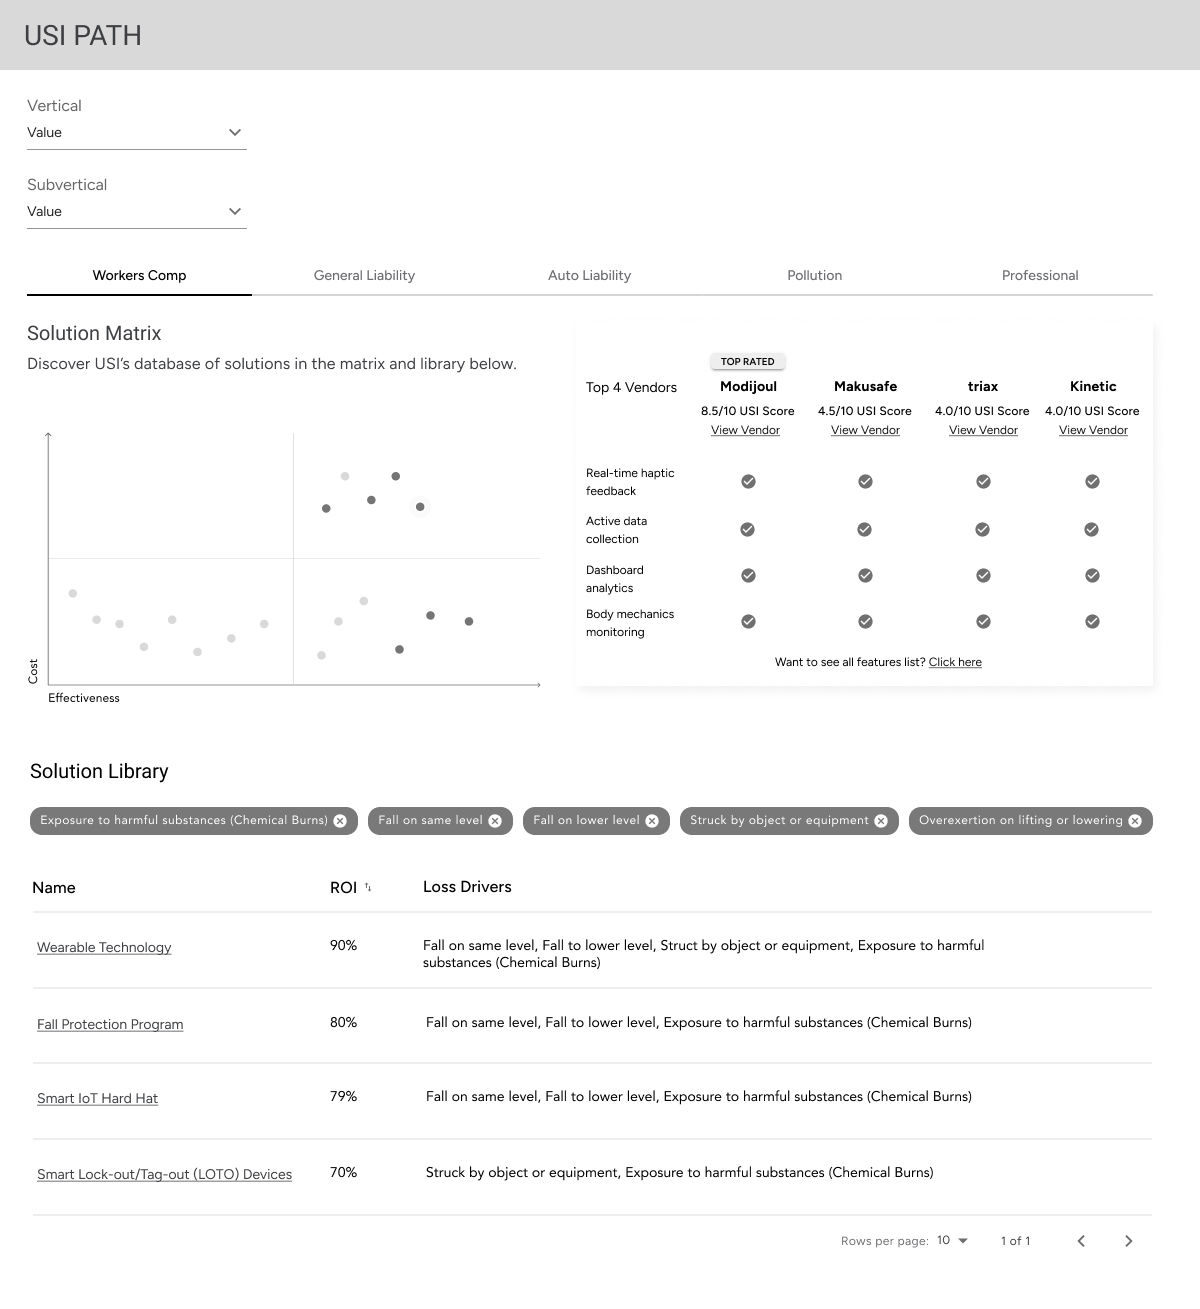 USI PATH
Vertical
Value
Subvertical
Value
Workers Comp
General Liability
Auto Liability
Pollution
Professional
Solution Matrix
Discover USI's database of solutions in the matrix and library below.
Cost
Effectiveness
TOP RATED
Top 4 Vendors
Modijoul
Makusafe
triax
Kinetic
8.5/10 USI Score
4.5/10 USI Score
4.0/10 USI Score
4.0/10 USI Score
View Vendor
View Vendor
View Vendor
View Vendor
Real-time haptic
feedback
Active data
collection
Dashboard
analytics
Body mechanics
monitoring
Want to see all features list? Click here
Solution Library
Exposure to harmful substances (Chemical Burns)
Fall on same level
Fall on lower level
Struck by object or equipment
Overexertion on lifting or lowering
Name
ROI
Loss Drivers
Wearable Technology
90%
Fall on same level, Fall to lower level, Struct by object or equipment, Exposure to harmful
substances (Chemical Burns)
Fall Protection Program
80%
Fall on same level, Fall to lower level, Exposure to harmful substances (Chemical Burns)
Smart IoT Hard Hat
79%
Fall on same level, Fall to lower level, Exposure to harmful substances (Chemical Burns)
Smart Lock-out/Tag-out (LOTO) Devices
70%
Struck by object or equipment, Exposure to harmful substances (Chemical Burns)
Rows per page: 10
1 of 1